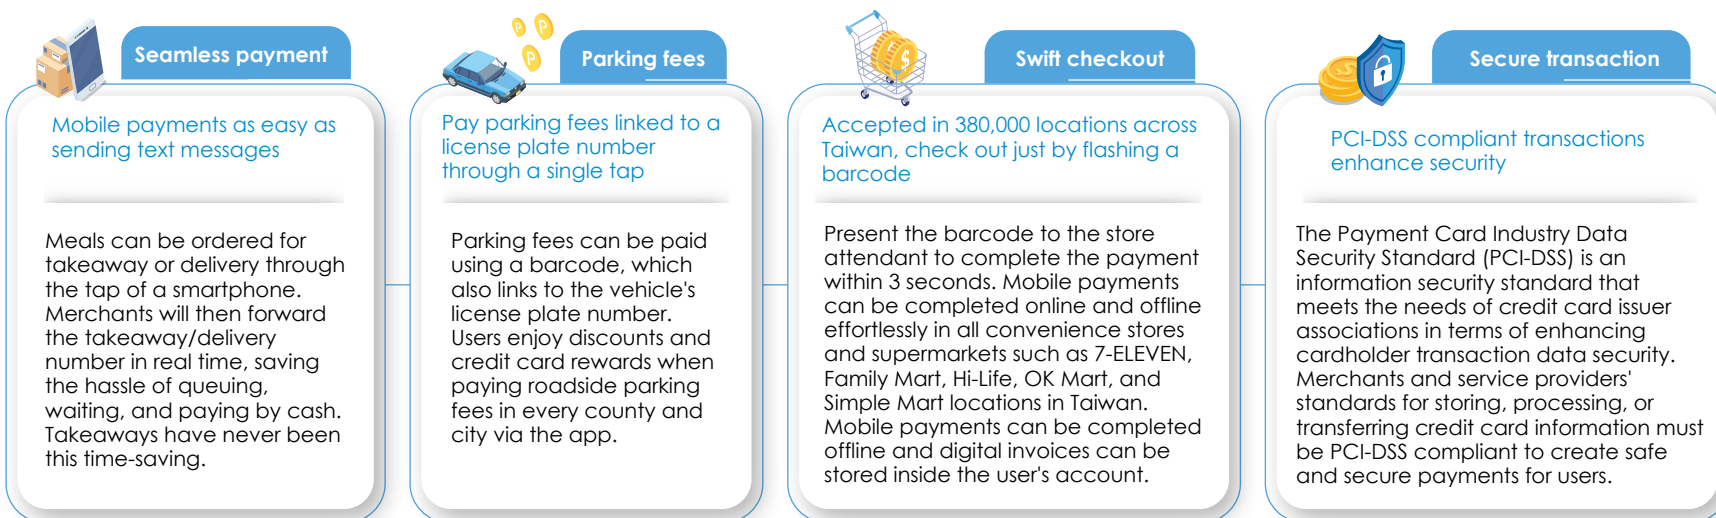 Seamless payment
Mobile payments as easy as
sending text messages
Meals can be ordered for
takeaway or delivery through
the tap of a smartphone.
Merchants will then forward
the takeaway/delivery
number in real time, saving
the hassle of queuing,
waiting, and paying by cash.
Takeaways have never been
this time-saving.
P
P
P
Parking fees
Pay parking fees linked to a
license plate number
through a single tap
Parking fees can be paid
using a barcode, which
also links to the vehicle's
license plate number.
Users enjoy discounts and
credit card rewards when
paying roadside parking
fees in every county and
city via the app.
$
Swift checkout
Accepted in 380,000 locations across
Taiwan, check out just by flashing a
barcode
Present the barcode to the store
attendant to complete the payment
within 3 seconds. Mobile payments
can be completed online and offline
effortlessly in all convenience stores
and supermarkets such as 7-ELEVEN,
Family Mart, Hi-Life, OK Mart, and
Simple Mart locations in Taiwan.
Mobile payments can be completed
offline and digital invoices can be
stored inside the user's account.
$
Secure transaction
PCI-DSS compliant transactions
enhance security
The Payment Card Industry Data
Security Standard (PCI-DSS) is an
information security standard that
meets the needs of credit card issuer
associations in terms of enhancing
cardholder transaction data security.
Merchants and service providers'
standards for storing, processing, or
transferring credit card information must
be PCI-DSS compliant to create safe
and secure payments for users.